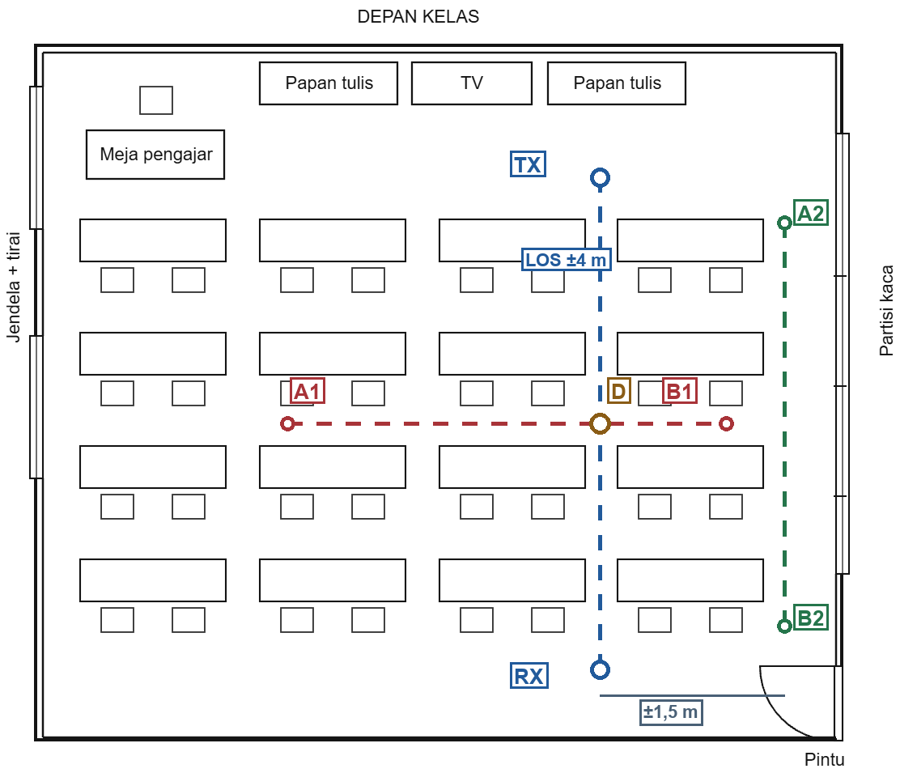 DEPAN KELAS
Papan tulis
TV
Papan tulis
Meja pengajar
TX
A2
LOS ±4 m
Jendela + tirai
Partisi kaca
A1
D
B1
B2
RX
±1,5 m
Pintu